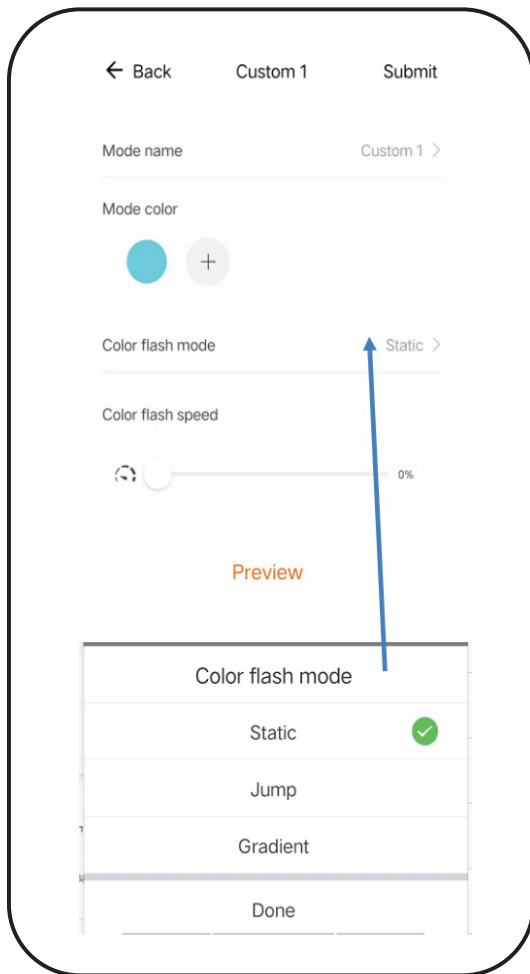 ← Back Custom 1 Submit
Mode name Custom 1 >
Mode color
+
Color flash mode Static >
Color flash speed
0%
Preview
Color flash mode
Static
Jump
Gradient
Done